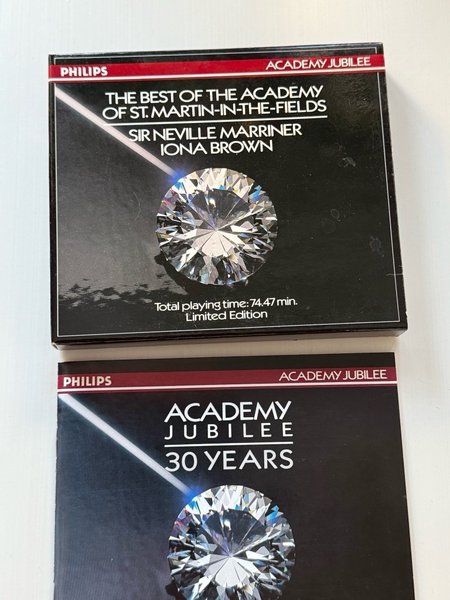 PHILIPS ACADEMY JUBILEE
THE BEST OF THE ACADEMY
OF ST. MARTIN-IN-THE-FIELDS
SIR NEVILLE MARRINER
IONA BROWN
Total playing time: 74.47 min.
Limited Edition
PHILIPS ACADEMY JUBILEE
ACADEMY
JUBILEE
30 YEARS